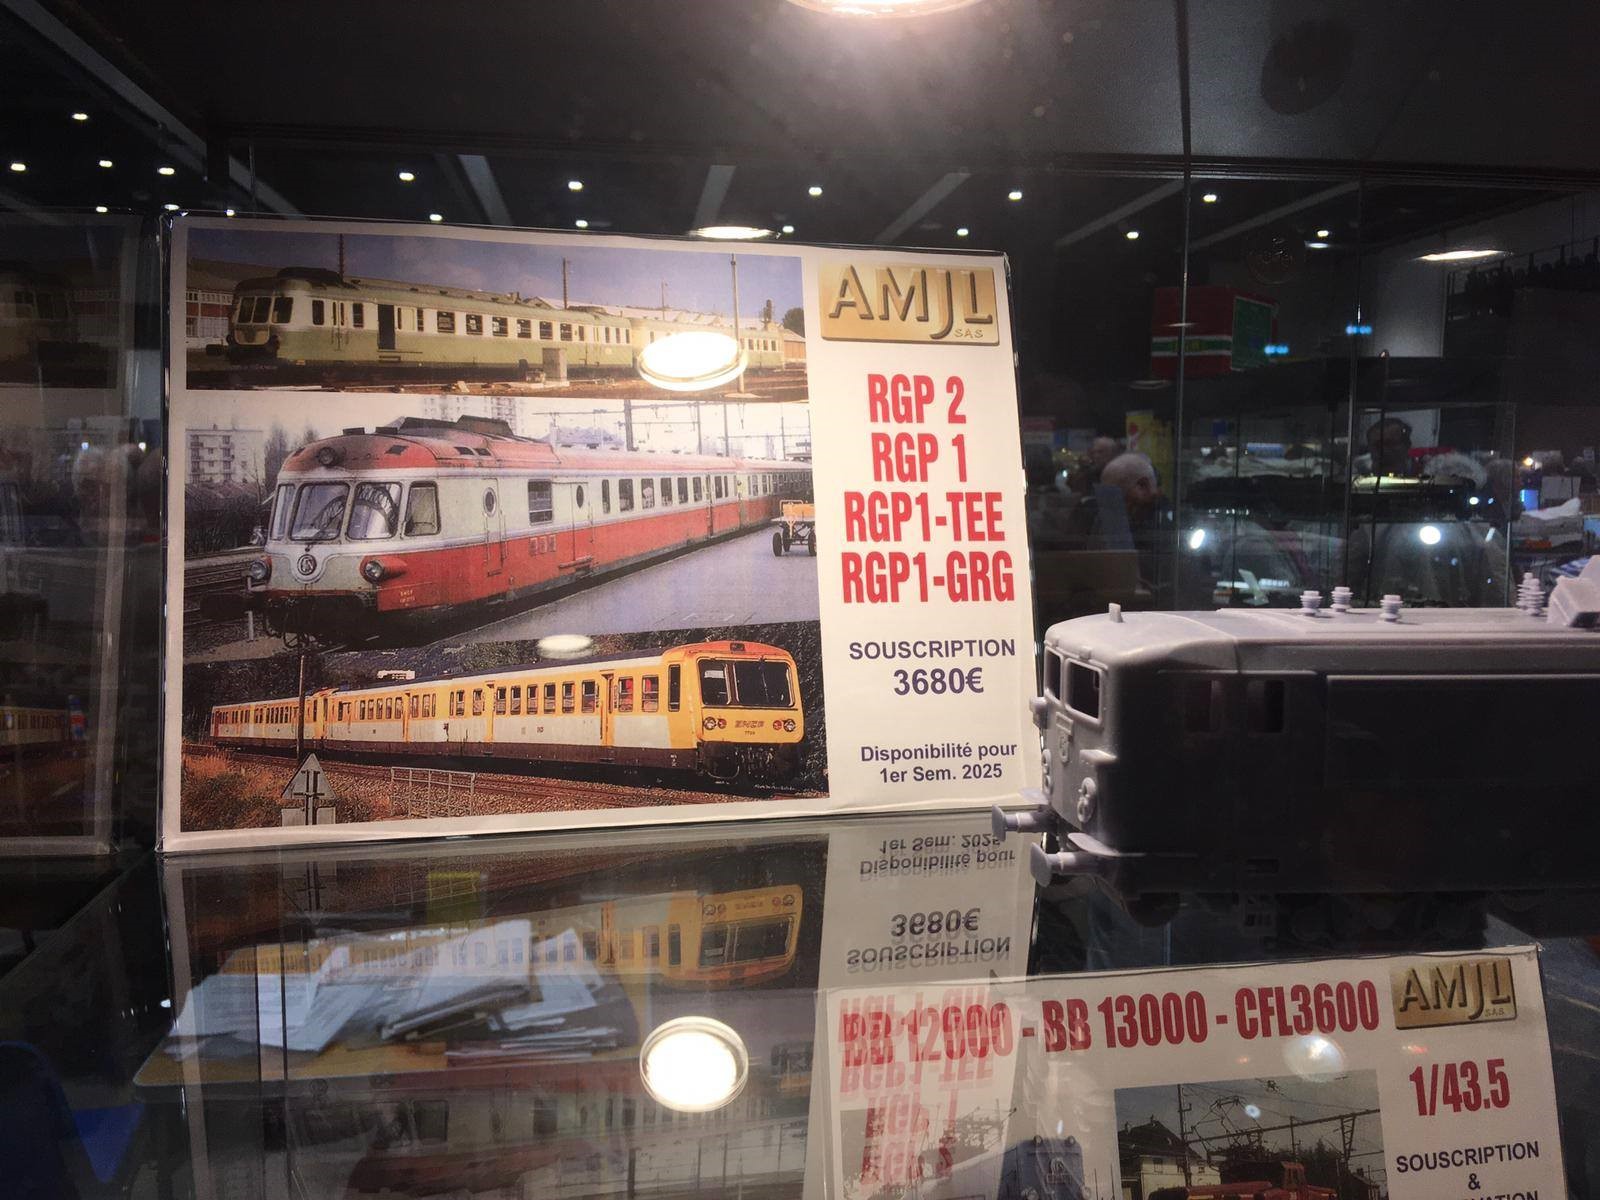 AMJL
SAS
RGP 2
RGP 1
RGP1-TEE
RGP1-GRG
SOUSCRIPTION
3680€
Disponibilité pour
1er Sem. 2025
BB 12000 - BB 13000 - CFL3600
AMJL
SAS
1/43.5
SOUSCRIPTION
&